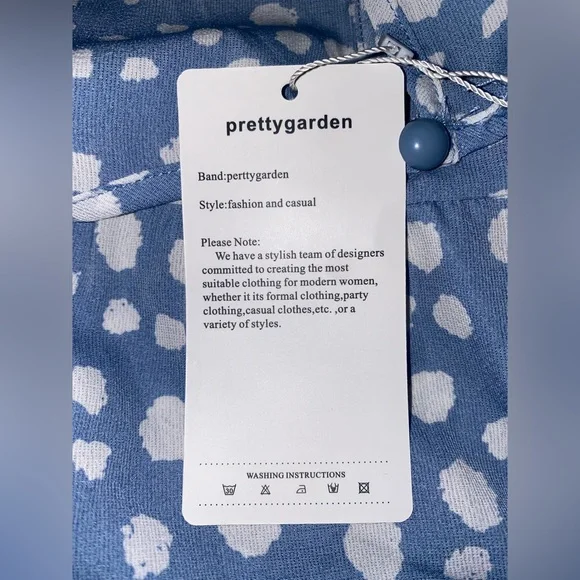 prettygarden
Band:perttygarden
Style:fashion and casual
Please Note:
We have a stylish team of designers
committed to creating the most
suitable clothing for modern women,
whether it its formal clothing,party
clothing,casual clothes,etc. ,or a
variety of styles.
WASHING INSTRUCTIONS
30